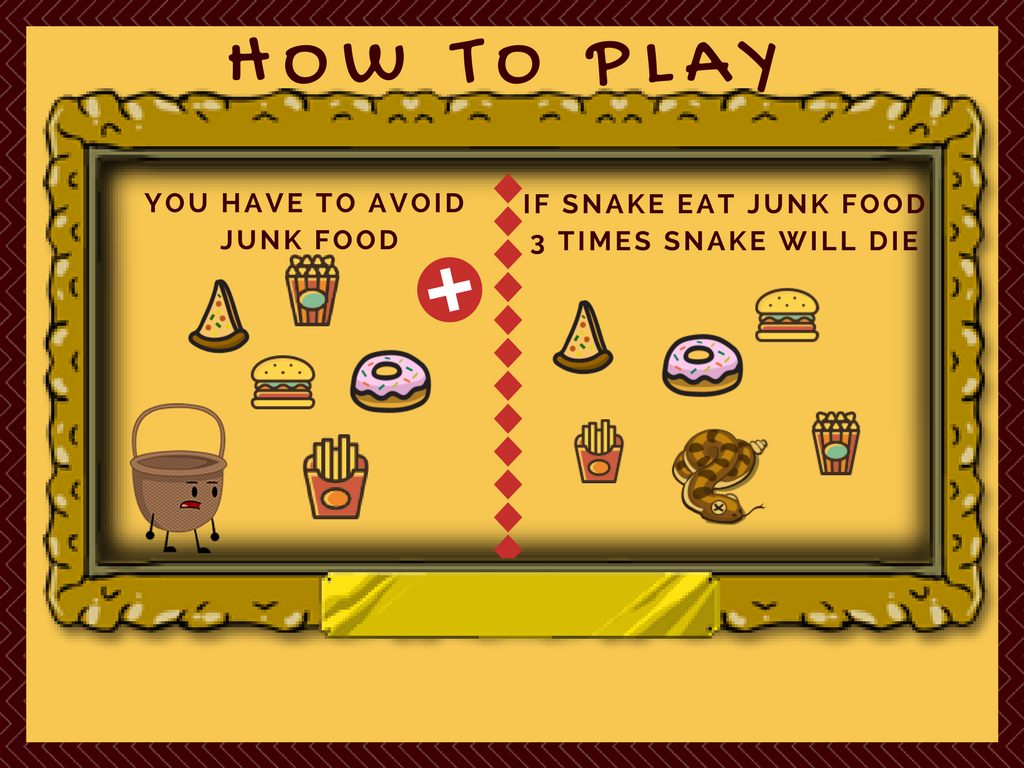 HOW TO PLAY
YOU HAVE TO AVOID
JUNK FOOD
IF SNAKE EAT JUNK FOOD
3 TIMES SNAKE WILL DIE